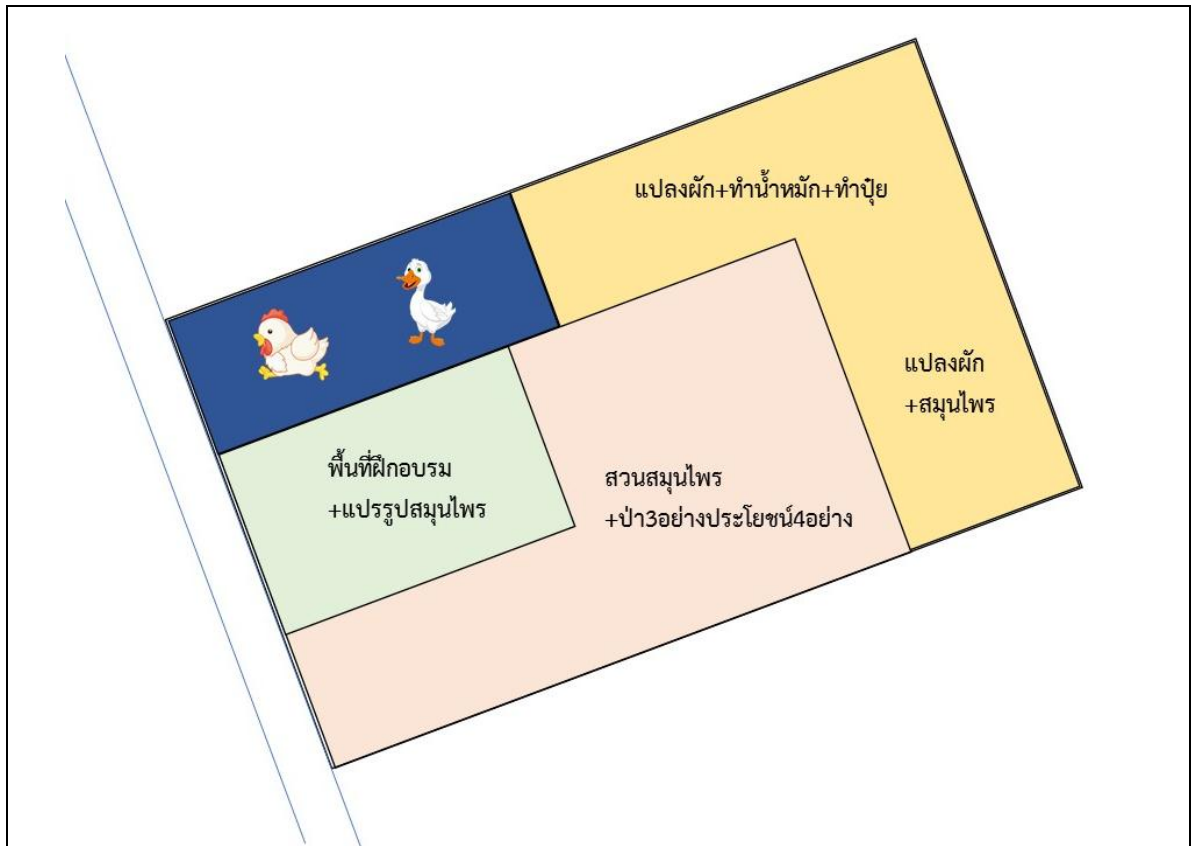 แปลงผัก+ทำน้ำหมัก+ทำปุ๋ย
แปลงผัก
+สมุนไพร
พื้นที่ฝึกอบรม
+แปรรูปสมุนไพร
สวนสมุนไพร
+ป่า3อย่างประโยชน์4อย่าง